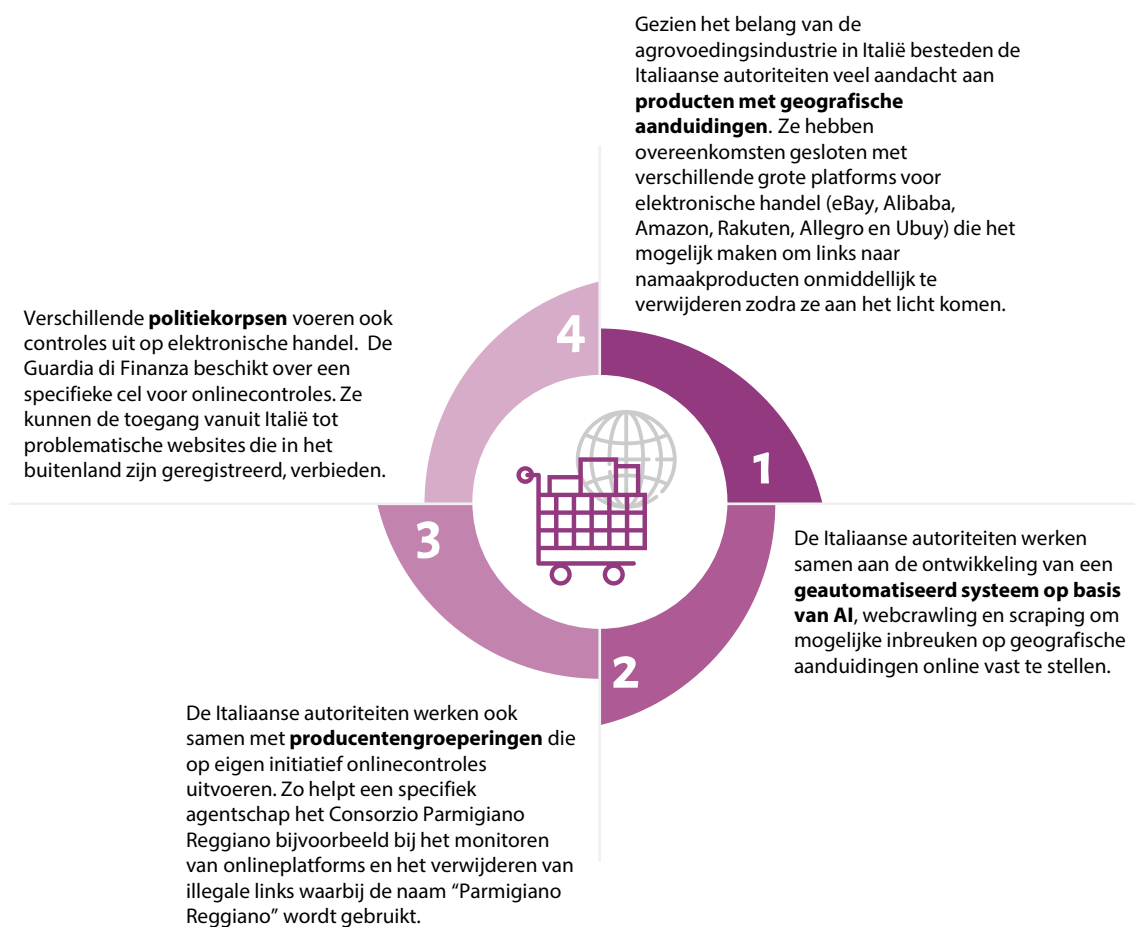 Gezien het belang van de
agrovoedingsindustrie in Italië besteden de
Italiaanse autoriteiten veel aandacht aan
producten met geografische
aanduidingen. Ze hebben
overeenkomsten gesloten met
verschillende grote platforms voor
elektronische handel (eBay, Alibaba,
Amazon, Rakuten, Allegro en Ubuy) die het
mogelijk maken om links naar
namaakproducten onmiddellijk te
verwijderen zodra ze aan het licht komen.
1
De Italiaanse autoriteiten werken
samen aan de ontwikkeling van een
geautomatiseerd systeem op basis
van AI, webcrawling en scraping om
mogelijke inbreuken op geografische
aanduidingen online vast te stellen.
2
De Italiaanse autoriteiten werken ook
samen met producentengroeperingen die
op eigen initiatief onlinecontroles
uitvoeren. Zo helpt een specifiek
agentschap het Consorzio Parmigiano
Reggiano bijvoorbeeld bij het monitoren
van onlineplatforms en het verwijderen van
illegale links waarbij de naam “Parmigiano
Reggiano” wordt gebruikt.
3
Verschillende politiekorpsen voeren ook
controles uit op elektronische handel. De
Guardia di Finanza beschikt over een
specifieke cel voor onlinecontroles. Ze
kunnen de toegang vanuit Italië tot
problematische websites die in het
buitenland zijn geregistreerd, verbieden.
4